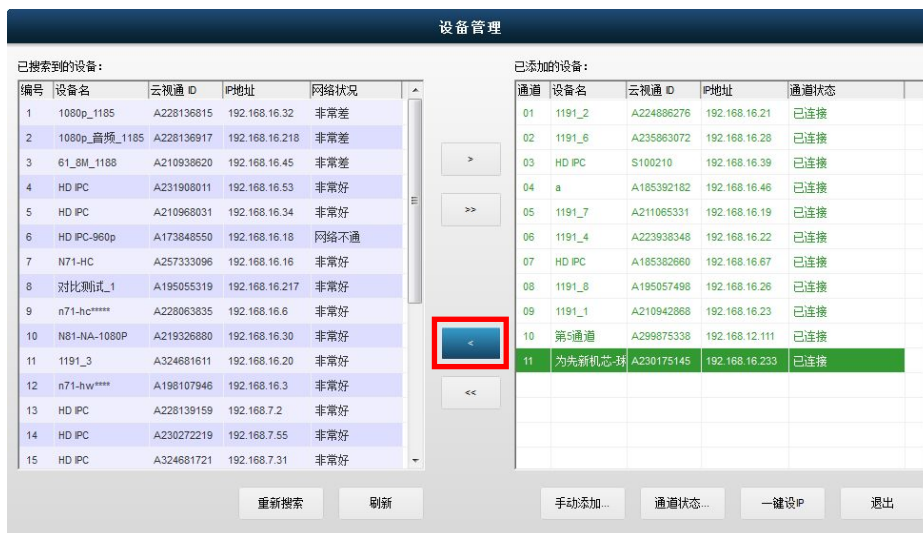 设备管理
已搜索到的设备：
编号 设备名 云视通 ID IP地址 网络状况
1 1080p_1185 A228136815 192.168.16.32 非常差
2 1080p_音频_1185 A228136917 192.168.16.218 非常差
3 61_8M_1188 A210938620 192.168.16.45 非常差
4 HD IPC A231908011 192.168.16.53 非常好
5 HD IPC A210968031 192.168.16.34 非常好
6 HD IPC-960p A173848550 192.168.16.18 网络不通
7 N71-HC A257333096 192.168.16.16 非常好
8 对比测试_1 A195055319 192.168.16.217 非常好
9 n71-hc***** A228063835 192.168.16.6 非常好
10 N81-NA-1080P A219326880 192.168.16.30 非常好
11 1191_3 A324681611 192.168.16.20 非常好
12 n71-hw**** A198107946 192.168.16.3 非常好
13 HD IPC A228139159 192.168.7.2 非常好
14 HD IPC A230272219 192.168.7.55 非常好
15 HD IPC A324681721 192.168.7.31 非常好
重新搜索 刷新
>
>>
<
<<
已添加的设备：
通道 设备名 云视通 ID IP地址 通道状态
01 1191_2 A224886276 192.168.16.21 已连接
02 1191_6 A235863072 192.168.16.28 已连接
03 HD IPC S100210 192.168.16.39 已连接
04 a A185392182 192.168.16.46 已连接
05 1191_7 A211065331 192.168.16.19 已连接
06 1191_4 A223938348 192.168.16.22 已连接
07 HD IPC A185382660 192.168.16.67 已连接
08 1191_8 A195057498 192.168.16.26 已连接
09 1191_1 A210942868 192.168.16.23 已连接
10 第5通道 A299875338 192.168.12.111 已连接
11 为先新机芯-球 A230175145 192.168.16.233 已连接
手动添加... 通道状态... 一键设IP 退出